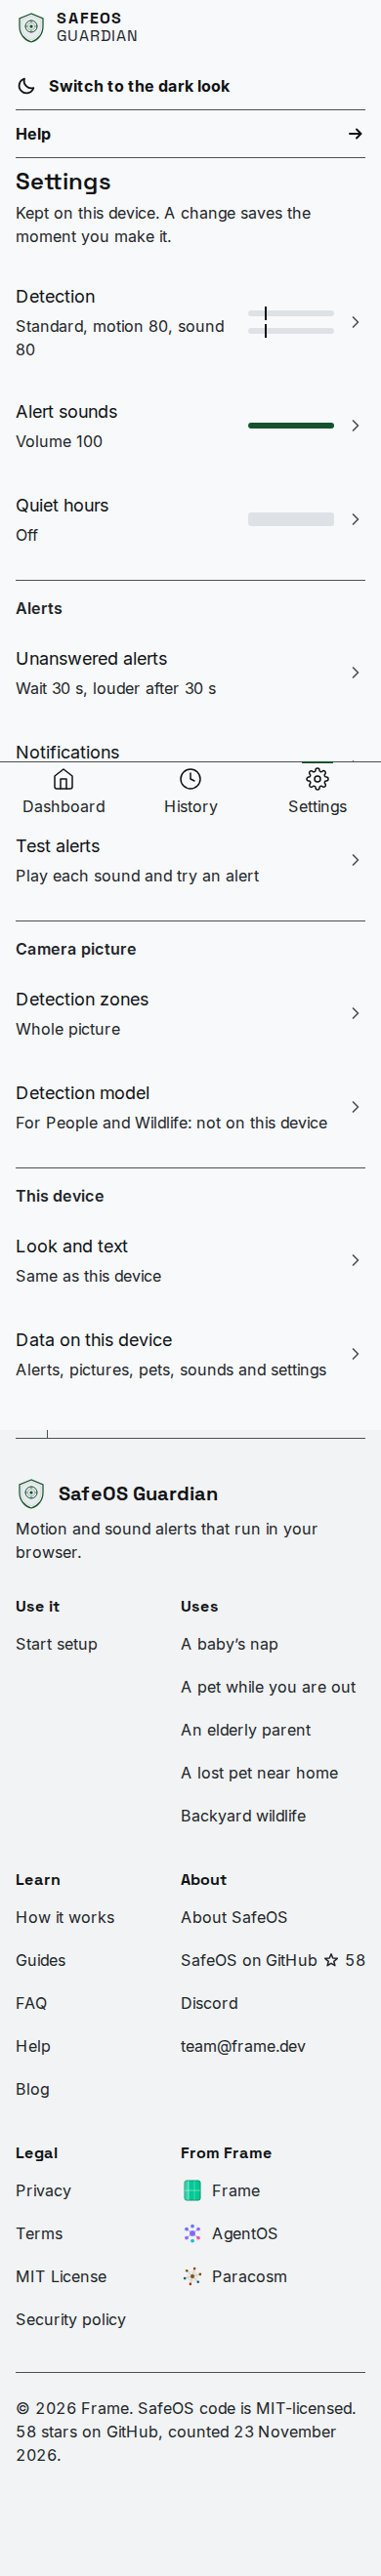 SAFEOS
GUARDIAN
Switch to the dark look
Help
Settings
Kept on this device. A change saves the
moment you make it.
Detection
Standard, motion 80, sound
80
Alert sounds
Volume 100
Quiet hours
Off
Alerts
Unanswered alerts
Wait 30 s, louder after 30 s
Notifications
Dashboard
History
Settings
Test alerts
Play each sound and try an alert
Camera picture
Detection zones
Whole picture
Detection model
For People and Wildlife: not on this device
This device
Look and text
Same as this device
Data on this device
Alerts, pictures, pets, sounds and settings
SafeOS Guardian
Motion and sound alerts that run in your
browser.
Use it
Start setup
Uses
A baby’s nap
A pet while you are out
An elderly parent
A lost pet near home
Backyard wildlife
Learn
How it works
Guides
FAQ
Help
Blog
About
About SafeOS
SafeOS on GitHub ☆ 58
Discord
team@frame.dev
Legal
Privacy
Terms
MIT License
Security policy
From Frame
Frame
AgentOS
Paracosm
© 2026 Frame. SafeOS code is MIT-licensed.
58 stars on GitHub, counted 23 November
2026.